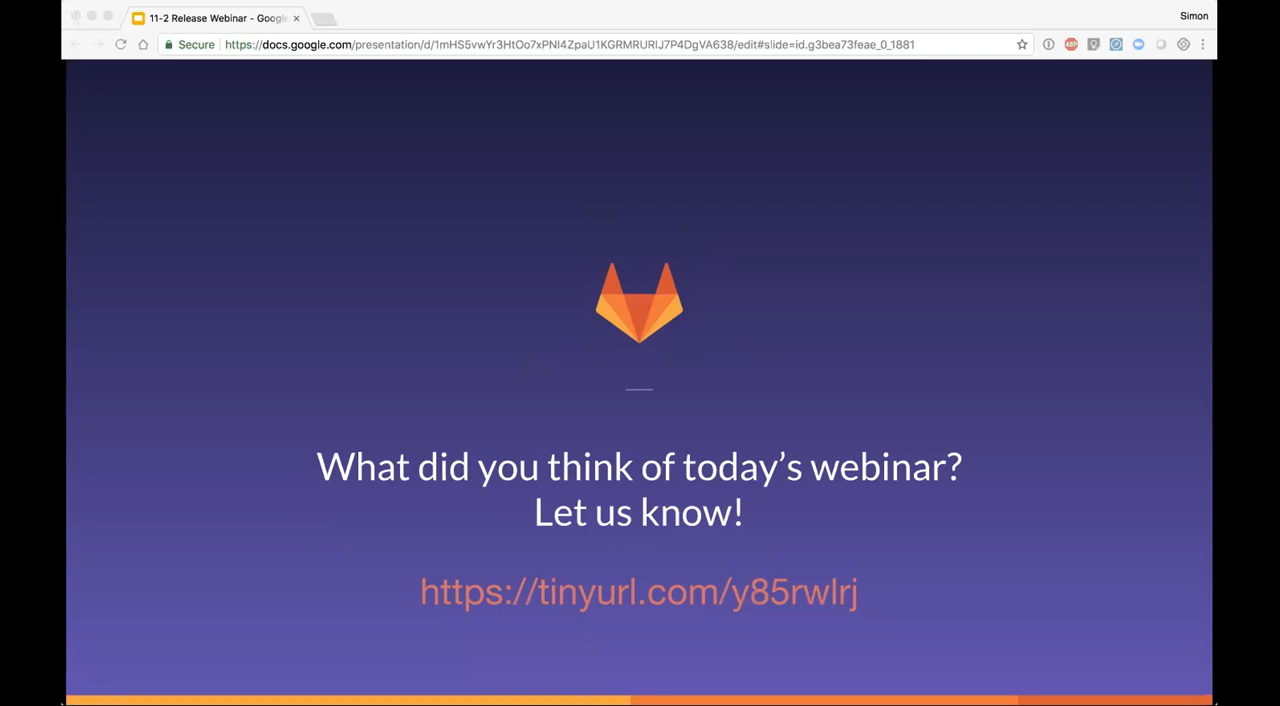 11-2 Release Webinar - Google
Simon
Secure
https://docs.google.com/presentation/d/1mHS5vwYr3HtOo7xPNI4ZpaU1KGRMRURIJ7P4DgVA638/edit#slide=id.g3bea73feae_0_1881
ABP
What did you think of today’s webinar?
Let us know!
https://tinyurl.com/y85rwlrj